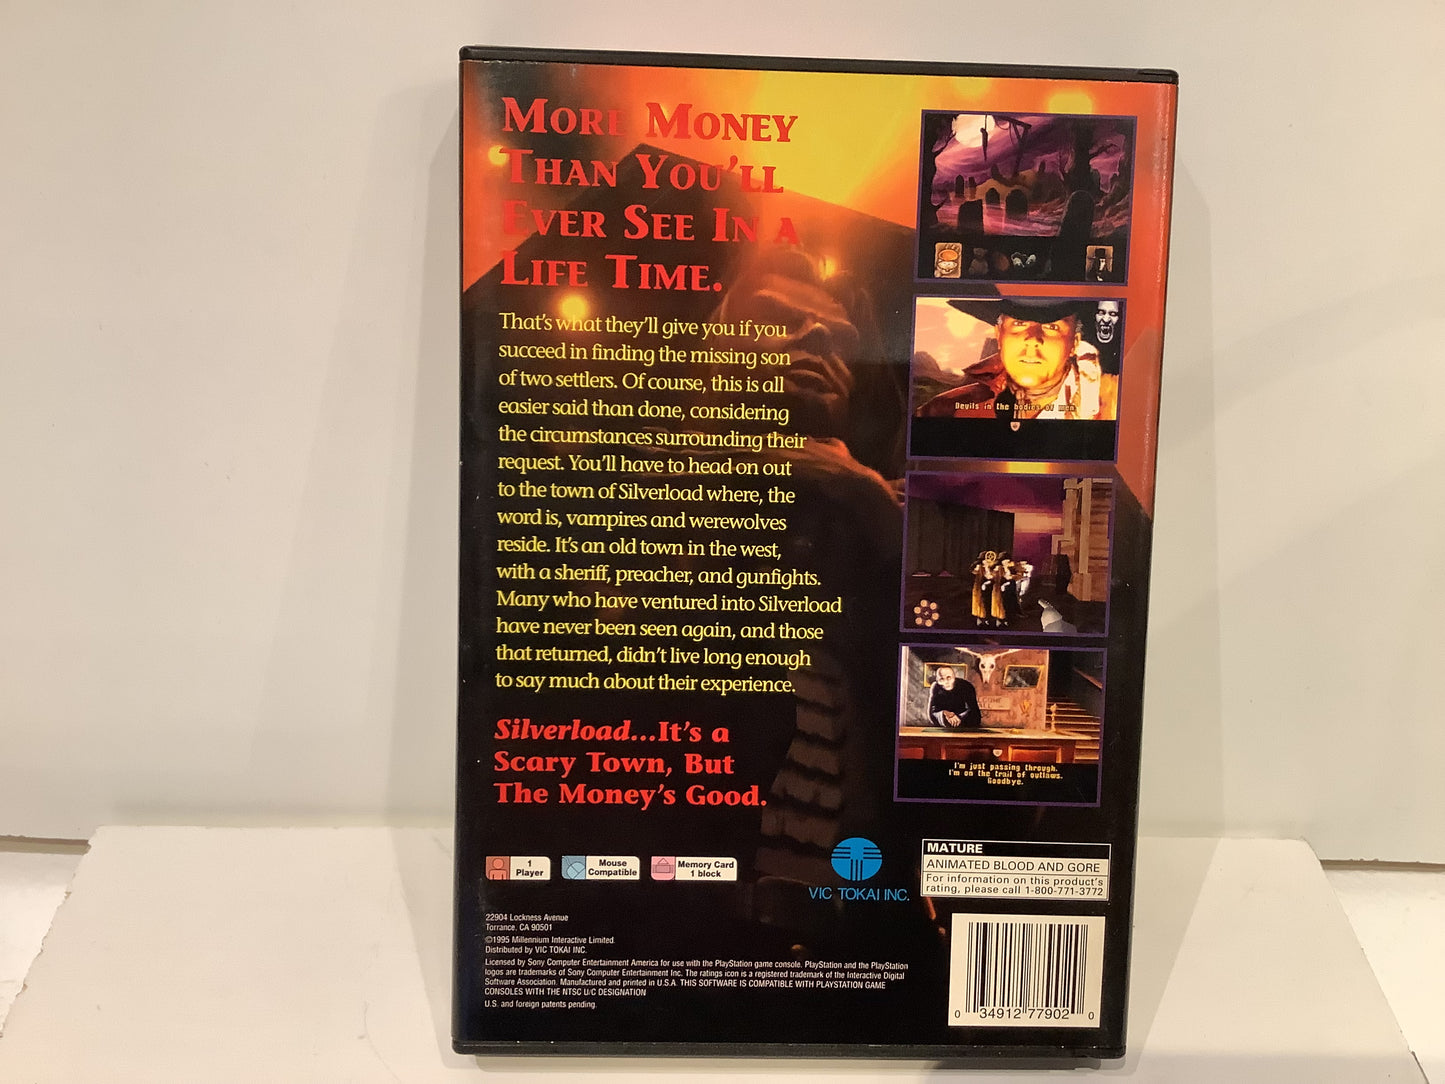 MORE MONEY
THAN YOU'LL
EVER SEE IN A
LIFE TIME.
That's what they'll give you if you
succeed in finding the missing son
of two settlers. Of course, this is all
easier said than done, considering
the circumstances surrounding their
request. You'll have to head on out
to the town of Silverload where, the
word is, vampires and werewolves
reside. It's an old town in the west,
with a sheriff, preacher, and gunfights.
Many who have ventured into Silverload
have never been seen again, and those
that returned, didn't live long enough
to say much about their experience.
Silverload...It's a
Scary Town, But
The Money's Good.
Devils in the bodies of men
I'm just passing through.
I'm on the trail of outlaws.
Goodbye.
1
Player
Mouse
Compatible
Memory Card
1 block
VIC TOKAI INC.
MATURE
ANIMATED BLOOD AND GORE
For information on this product's
rating, please call 1-800-771-3772
22904 Lockness Avenue
Torrance, CA 90501
©1995 Millennium Interactive Limited.
Distributed by VIC TOKAI INC.
Licensed by Sony Computer Entertainment America for use with the PlayStation game console. PlayStation and the PlayStation
logos are trademarks of Sony Computer Entertainment Inc. The ratings icon is a registered trademark of the Interactive Digital
Software Association. Manufactured and printed in U.S.A. THIS SOFTWARE IS COMPATIBLE WITH PLAYSTATION GAME
CONSOLES WITH THE NTSC U/C DESIGNATION
U.S. and foreign patents pending.
0 34912 77902 0